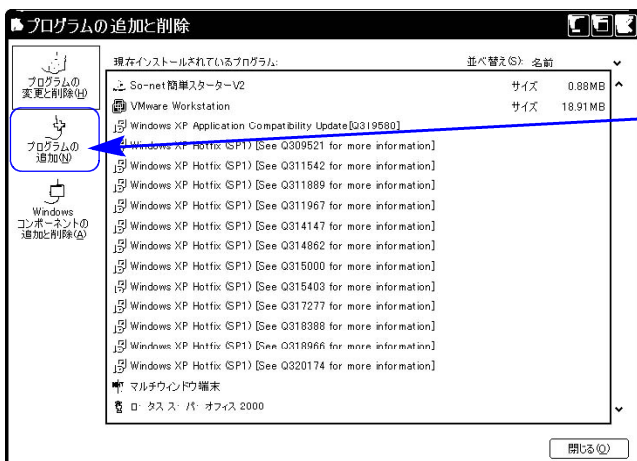 プログラムの追加と削除
プログラムの
変更と削除(H)
プログラムの
追加(N)
Windows
コンポーネントの
追加と削除(A)
現在インストールされているプログラム:
並べ替え(S): 名前
So-net簡単スターターV2 サイズ 0.88MB
VMware Workstation サイズ 18.91MB
Windows XP Application Compatibility Update[Q319580]
Windows XP Hotfix (SP1) [See Q309521 for more information]
Windows XP Hotfix (SP1) [See Q311542 for more information]
Windows XP Hotfix (SP1) [See Q311889 for more information]
Windows XP Hotfix (SP1) [See Q311967 for more information]
Windows XP Hotfix (SP1) [See Q314147 for more information]
Windows XP Hotfix (SP1) [See Q314862 for more information]
Windows XP Hotfix (SP1) [See Q315000 for more information]
Windows XP Hotfix (SP1) [See Q315403 for more information]
Windows XP Hotfix (SP1) [See Q317277 for more information]
Windows XP Hotfix (SP1) [See Q318388 for more information]
Windows XP Hotfix (SP1) [See Q318966 for more information]
Windows XP Hotfix (SP1) [See Q320174 for more information]
マルチウィンドウ端末
ロータス スーパーオフィス 2000
閉じる(O)